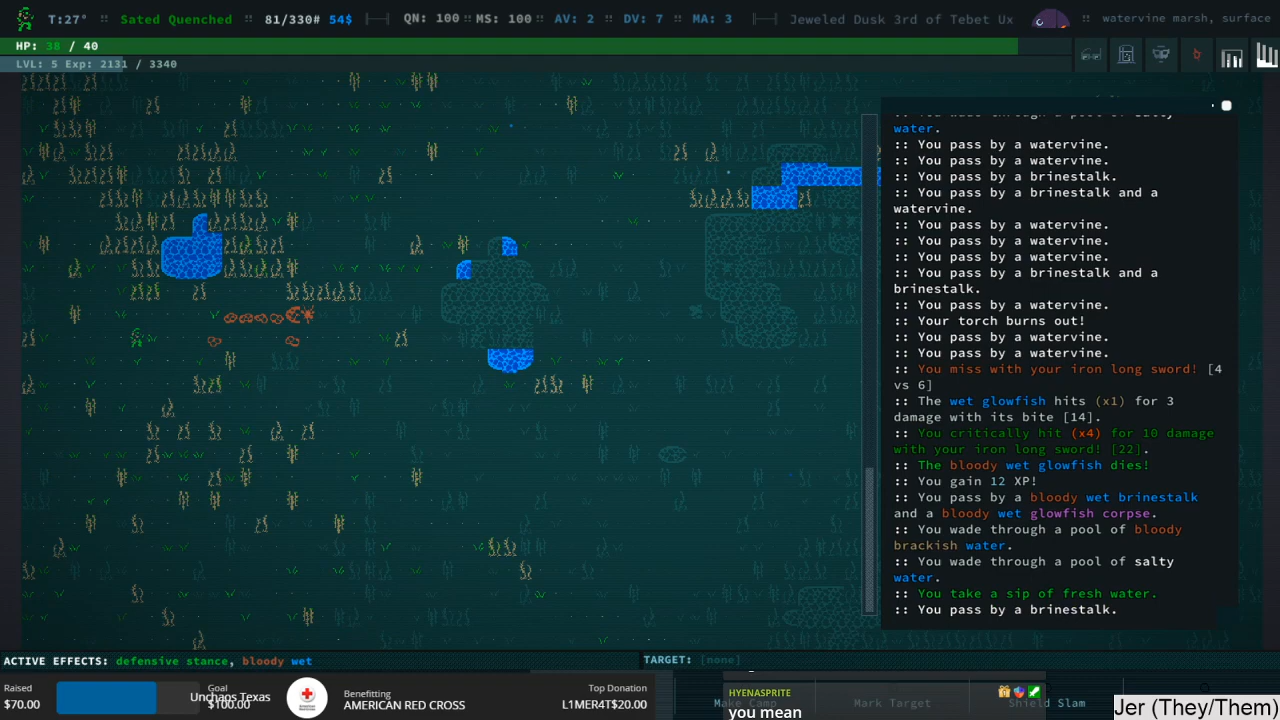 T:27° :: Sated Quenched :: 81/330# 54$ QN: 100 :: MS: 100 :: AV: 2 :: DV: 7 :: MA: 3 Jeweled Dusk 3rd of Tebet Ux :: watervine marsh, surface
HP: 38 / 40
LVL: 5 Exp: 2131 / 3340
water.
:: You pass by a watervine.
:: You pass by a watervine.
:: You pass by a brinestalk.
:: You pass by a brinestalk and a
watervine.
:: You pass by a watervine.
:: You pass by a watervine.
:: You pass by a watervine.
:: You pass by a brinestalk and a
brinestalk.
:: You pass by a watervine.
:: Your torch burns out!
:: You pass by a watervine.
:: You pass by a watervine.
:: You miss with your iron long sword! [4
vs 6]
:: The wet glowfish hits (x1) for 3
damage with its bite [14].
:: You critically hit (x4) for 10 damage
with your iron long sword! [22].
:: The bloody wet glowfish dies!
:: You gain 12 XP!
:: You pass by a bloody wet brinestalk
and a bloody wet glowfish corpse.
:: You wade through a pool of bloody
brackish water.
:: You wade through a pool of salty
water.
:: You take a sip of fresh water.
:: You pass by a brinestalk.
ACTIVE EFFECTS: defensive stance, bloody wet
TARGET: [none]
Raised
$70.00
Goal
Unchags Texas
Benefitting
AMERICAN RED CROSS
Top Donation
L1MER4T$20.00
HYENASPRITE
you mean
Make Camp
Mark Target
Shield Slam
Jer (They/Them)